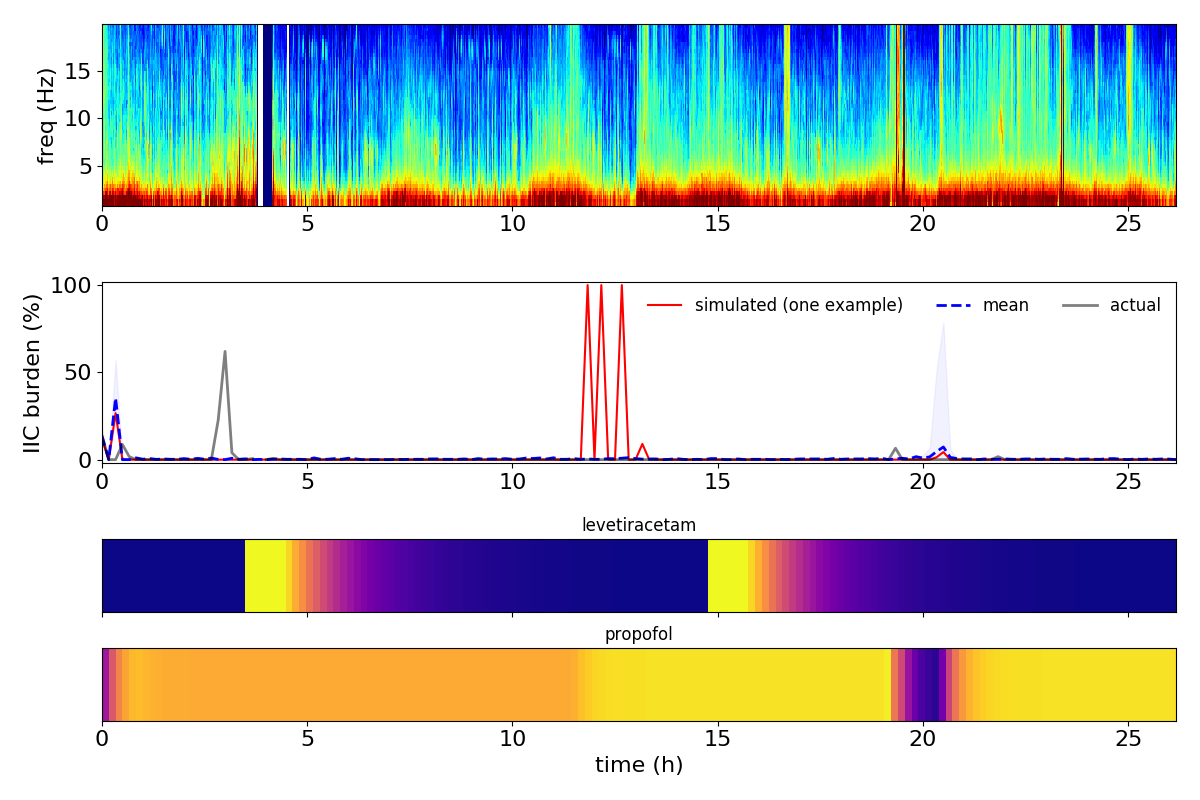 freq (Hz)
15
10
5
0 5 10 15 20 25
IIC burden (%)
100
50
0
simulated (one example) mean actual
0 5 10 15 20 25
levetiracetam
propofol
0 5 10 15 20 25
time (h)